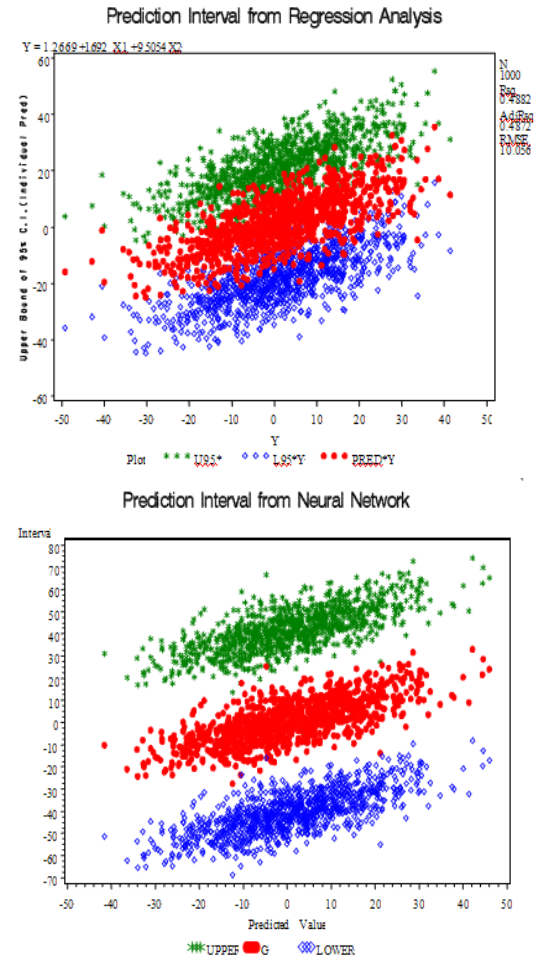 Prediction Interval from Regression Analysis
Y = 1.2669 +1.692 X1 +9.5054 X2
N
1000
Rsq
0.4882
AdjRsq
0.4872
RMSE
10.056
Upper Bound of 95% C.I.(Individual Pred)
60
40
20
0
-20
-40
-60
-50 -40 -30 -20 -10 0 10 20 30 40 50
Y
Plot U95* L95*Y PRED*Y
Prediction Interval from Neural Network
Interval
80
70
60
50
40
30
20
10
0
-10
-20
-30
-40
-50
-60
-70
-50 -40 -30 -20 -10 0 10 20 30 40 50
Predicted Value
UPPER G LOWER